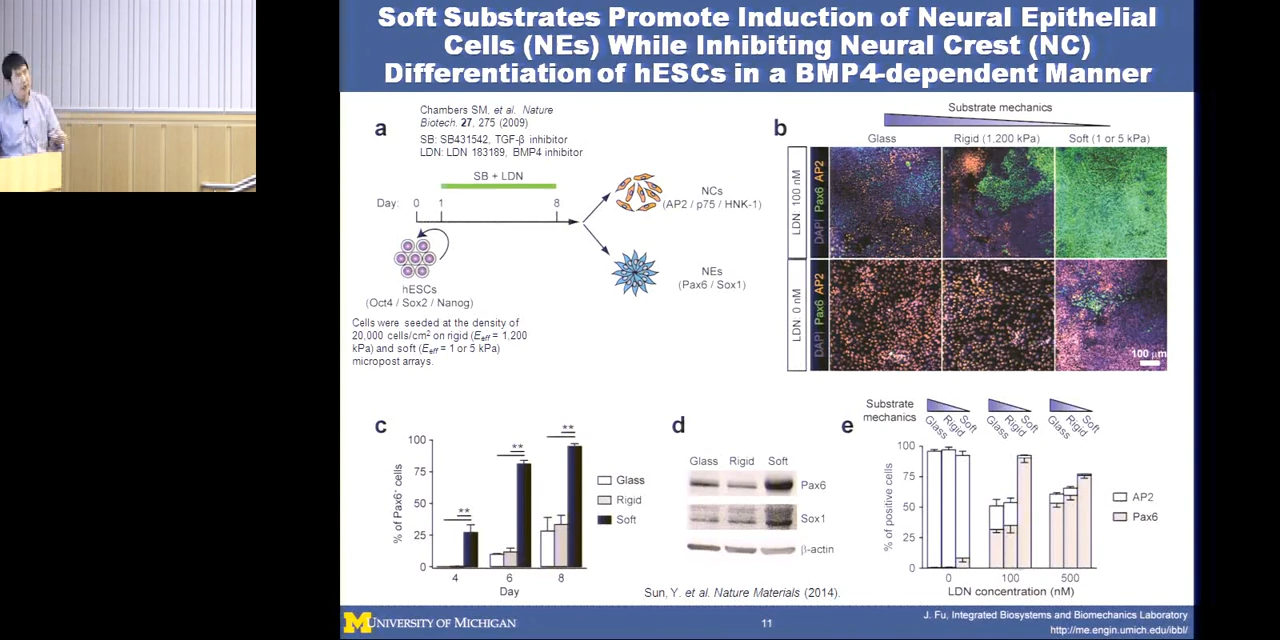 Soft Substrates Promote Induction of Neural Epithelial
Cells (NEs) While Inhibiting Neural Crest (NC)
Differentiation of hESCs in a BMP4-dependent Manner
a
Chambers SM, et al. Nature
Biotech. 27, 275 (2009)
SB: SB431542, TGF-β inhibitor
LDN: LDN 183189, BMP4 inhibitor
SB + LDN
Day: 0 1 8
NCs
(AP2 / p75 / HNK-1)
NEs
(Pax6 / Sox1)
hESCs
(Oct4 / Sox2 / Nanog)
Cells were seeded at the density of
20,000 cells/cm2 on rigid (Eeff = 1,200
kPa) and soft (Eeff = 1 or 5 kPa)
micropost arrays.
b
Substrate mechanics
Glass Rigid (1,200 kPa) Soft (1 or 5 kPa)
LDN: 100 nM
DAPI Pax6 AP2
LDN: 0 nM
DAPI Pax6 AP2
100 μm
c
% of Pax6+ cells
100
75
50
25
0
** ** **
4 6 8
Day
Glass
Rigid
Soft
d
Glass Rigid Soft
Pax6
Sox1
β-actin
e
Substrate
mechanics
Glass Rigid Soft Glass Rigid Soft Glass Rigid Soft
% of positive cells
100
75
50
25
0
0 100 500
LDN concentration (nM)
AP2
Pax6
Sun, Y. et al. Nature Materials (2014).
M UNIVERSITY OF MICHIGAN
11
J. Fu, Integrated Biosystems and Biomechanics Laboratory
http://me.engin.umich.edu/ibbl/